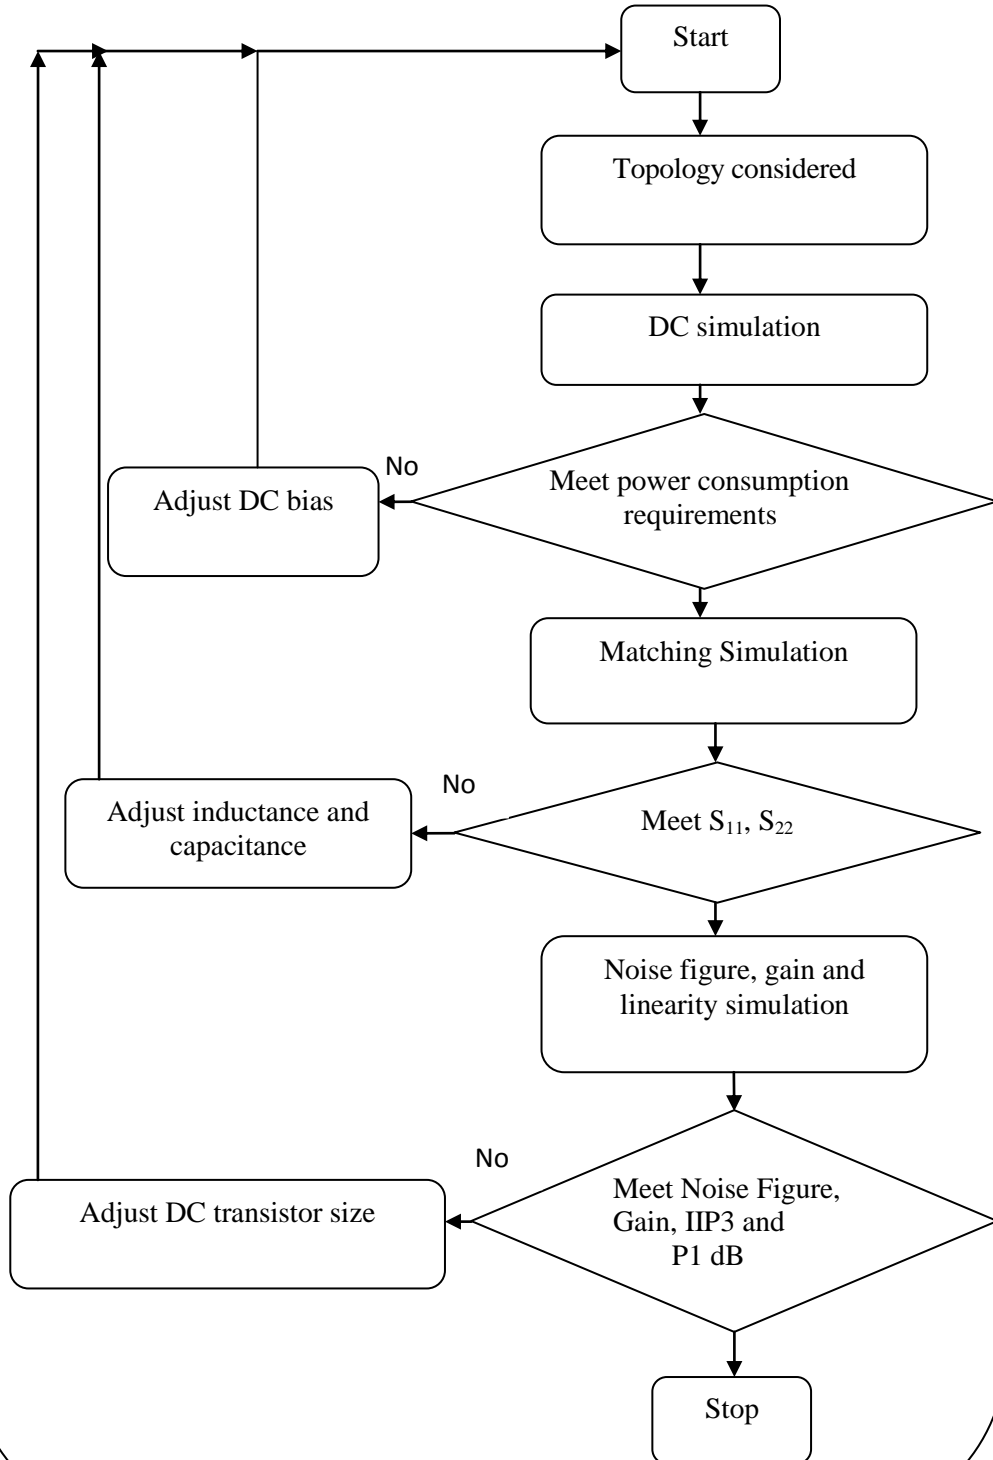 Start
Topology considered
DC simulation
No
Meet power consumption
requirements
Adjust DC bias
Matching Simulation
No
Meet S₁₁, S₂₂
Adjust inductance and
capacitance
Noise figure, gain and
linearity simulation
No
Meet Noise Figure,
Gain, IIP3 and
P1 dB
Adjust DC transistor size
Stop